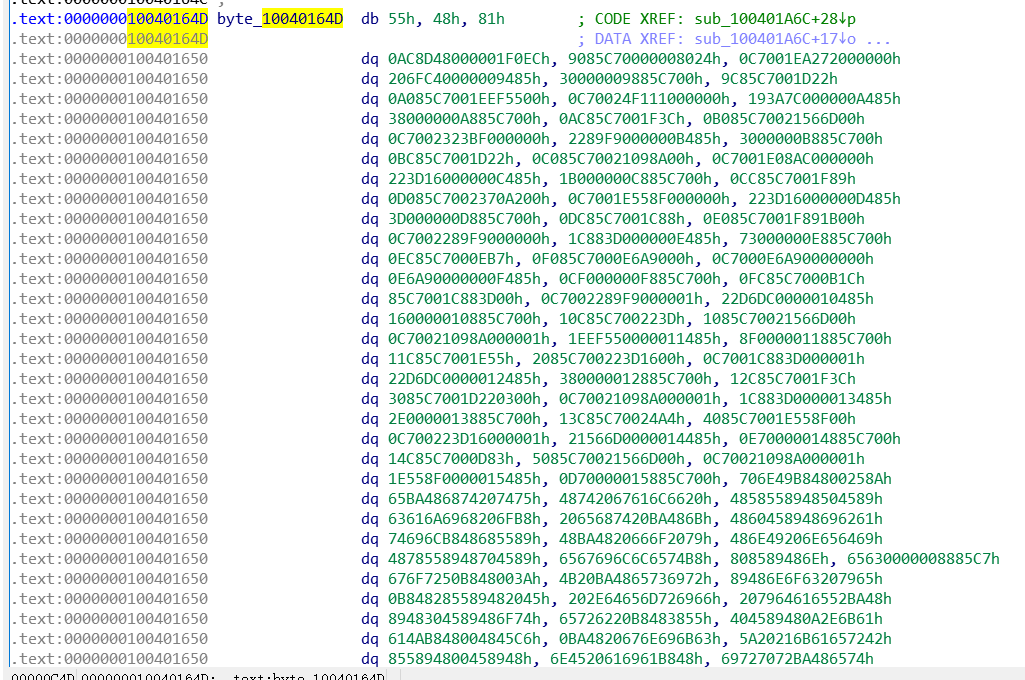 .text:000000010040164D byte_10040164D db 55h, 48h, 81h ; CODE XREF: sub_100401A6C+28↓p
.text:000000010040164D ; DATA XREF: sub_100401A6C+17↓o ...
.text:0000000100401650 dq 0AC8D48000001F0ECh, 9085C70000008024h, 0C7001EA272000000h
.text:0000000100401650 dq 206FC40000009485h, 30000009885C700h, 9C85C7001D22h
.text:0000000100401650 dq 0A085C7001EEF5500h, 0C70024F111000000h, 193A7C000000A485h
.text:0000000100401650 dq 38000000A885C700h, 0AC85C7001F3Ch, 0B085C70021566D00h
.text:0000000100401650 dq 0C7002323BF000000h, 2289F9000000B485h, 3000000B885C700h
.text:0000000100401650 dq 0BC85C7001D22h, 0C085C70021098A00h, 0C7001E08AC000000h
.text:0000000100401650 dq 223D16000000C485h, 1B000000C885C700h, 0CC85C7001F89h
.text:0000000100401650 dq 0D085C7002370A200h, 0C7001E558F000000h, 223D16000000D485h
.text:0000000100401650 dq 3D000000D885C700h, 0DC85C7001C88h, 0E085C7001F891B00h
.text:0000000100401650 dq 0C7002289F9000000h, 1C883D000000E485h, 73000000E885C700h
.text:0000000100401650 dq 0EC85C7000EB7h, 0F085C7000E6A9000h, 0C7000E6A90000000h
.text:0000000100401650 dq 0E6A90000000F485h, 0CF000000F885C700h, 0FC85C7000B1Ch
.text:0000000100401650 dq 85C7001C883D00h, 0C7002289F9000001h, 22D6DC0000010485h
.text:0000000100401650 dq 160000010885C700h, 10C85C700223Dh, 1085C70021566D00h
.text:0000000100401650 dq 0C70021098A000001h, 1EEF550000011485h, 8F0000011885C700h
.text:0000000100401650 dq 11C85C7001E55h, 2085C700223D1600h, 0C7001C883D000001h
.text:0000000100401650 dq 22D6DC0000012485h, 380000012885C700h, 12C85C7001F3Ch
.text:0000000100401650 dq 3085C7001D220300h, 0C70021098A000001h, 1C883D0000013485h
.text:0000000100401650 dq 2E0000013885C700h, 13C85C70024A4h, 4085C7001E558F00h
.text:0000000100401650 dq 0C700223D16000001h, 21566D0000014485h, 0E70000014885C700h
.text:0000000100401650 dq 14C85C7000D83h, 5085C70021566D00h, 0C70021098A000001h
.text:0000000100401650 dq 1E558F0000015485h, 0D70000015885C700h, 706E49B84800258Ah
.text:0000000100401650 dq 65BA486874207475h, 48742067616C6620h, 4858558948504589h
.text:0000000100401650 dq 63616A6968206FB8h, 2065687420BA486Bh, 4860458948696261h
.text:0000000100401650 dq 74696CB848685589h, 48BA4820666F2079h, 486E49206E656469h
.text:0000000100401650 dq 4878558948704589h, 6567696C6C6574B8h, 808589486Eh, 65630000008885C7h
.text:0000000100401650 dq 676F7250B848003Ah, 4B20BA4865736972h, 89486E6F63207965h
.text:0000000100401650 dq 0B848285589482045h, 202E64656D726966h, 207964616552BA48h
.text:0000000100401650 dq 8948304589486F74h, 65726220B8483855h, 404589480A2E6B61h
.text:0000000100401650 dq 614AB848004845C6h, 0BA4820676E696B63h, 5A20216B61657242h
.text:0000000100401650 dq 855894800458948h, 6E4520616961B848h, 69727072BA486574h